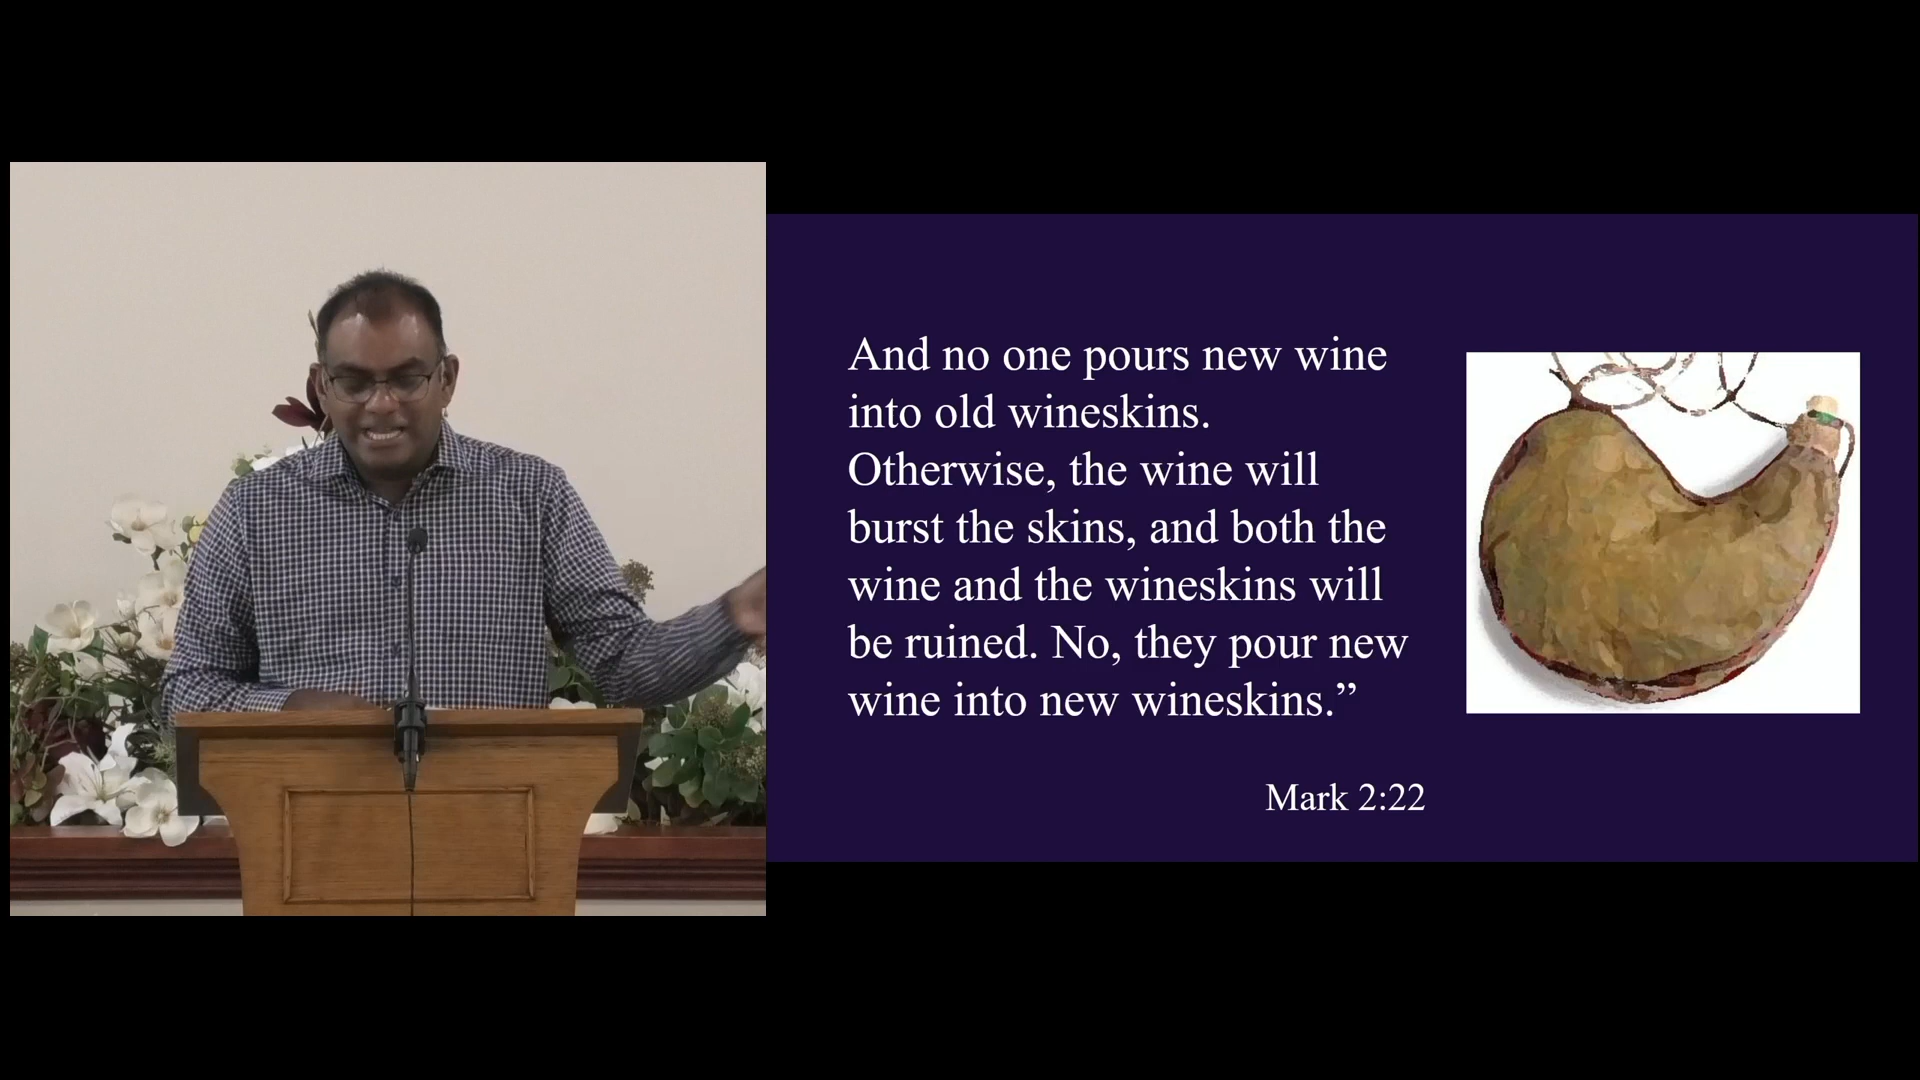 And no one pours new wine
into old wineskins.
Otherwise, the wine will
burst the skins, and both the
wine and the wineskins will
be ruined. No, they pour new
wine into new wineskins.”
Mark 2:22